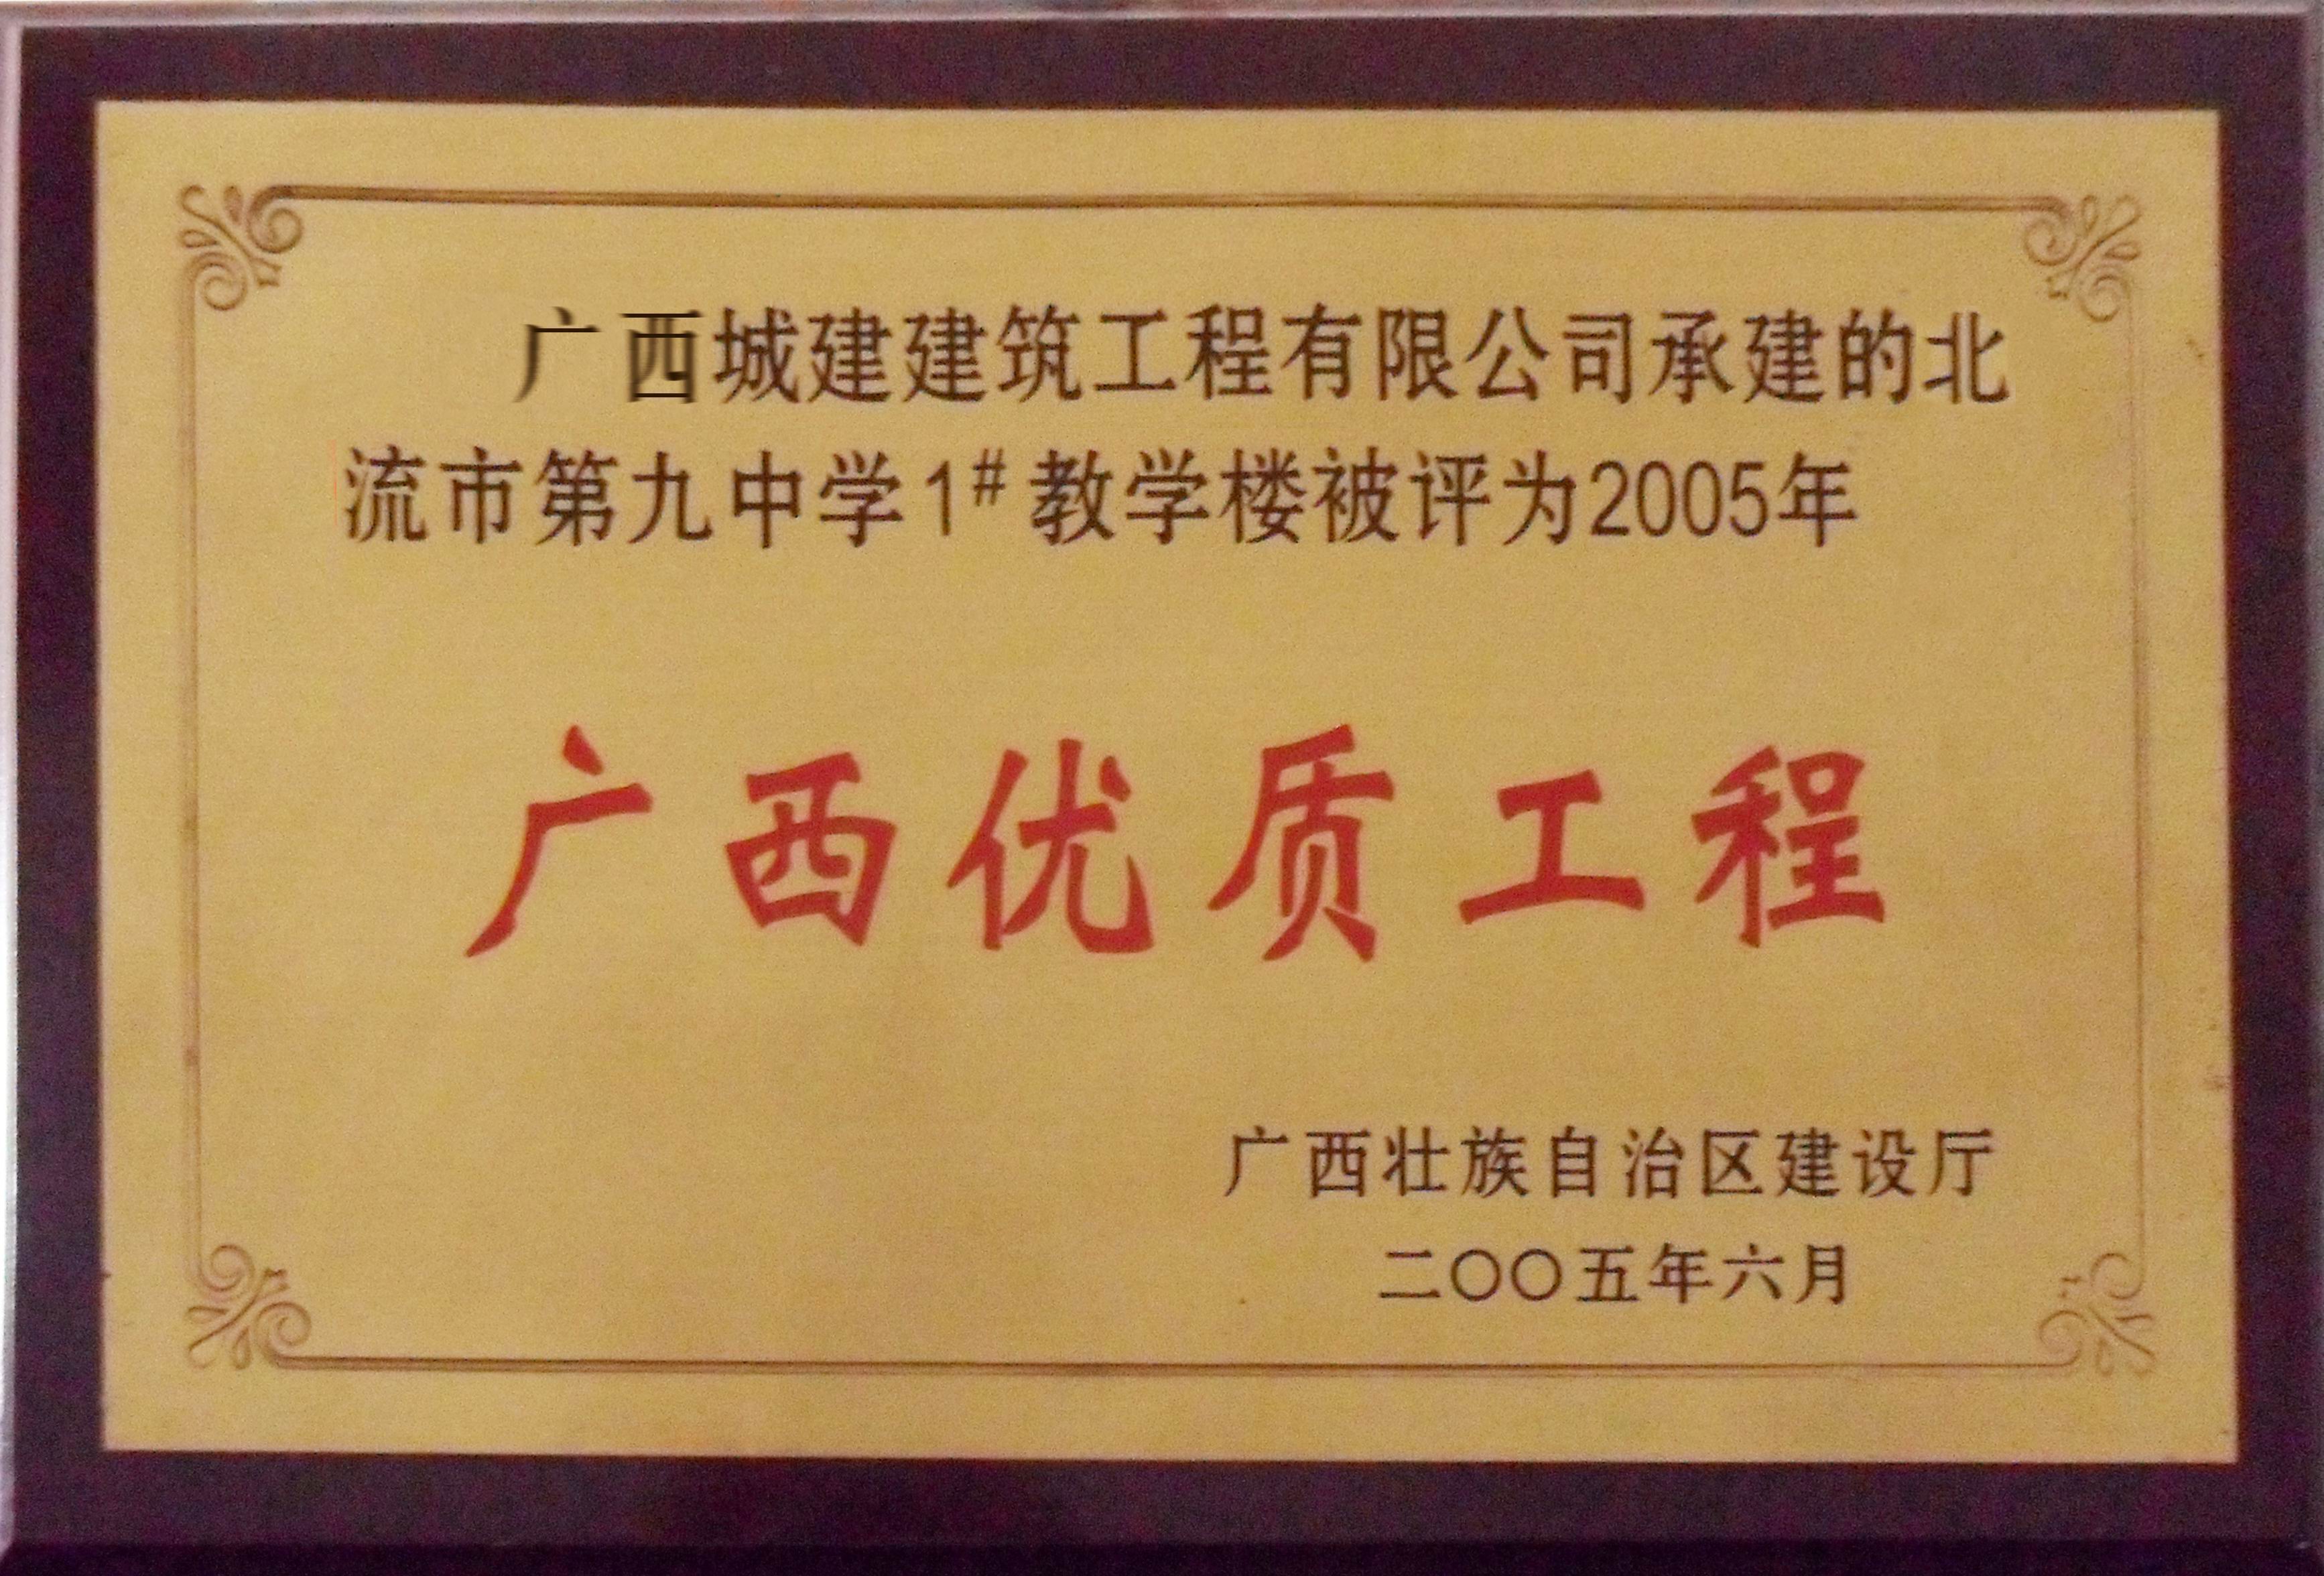 广西城建建筑工程有限公司承建的北
流市第九中学1#教学楼被评为2005年
广西优质工程
广西壮族自治区建设厅
二〇〇五年六月